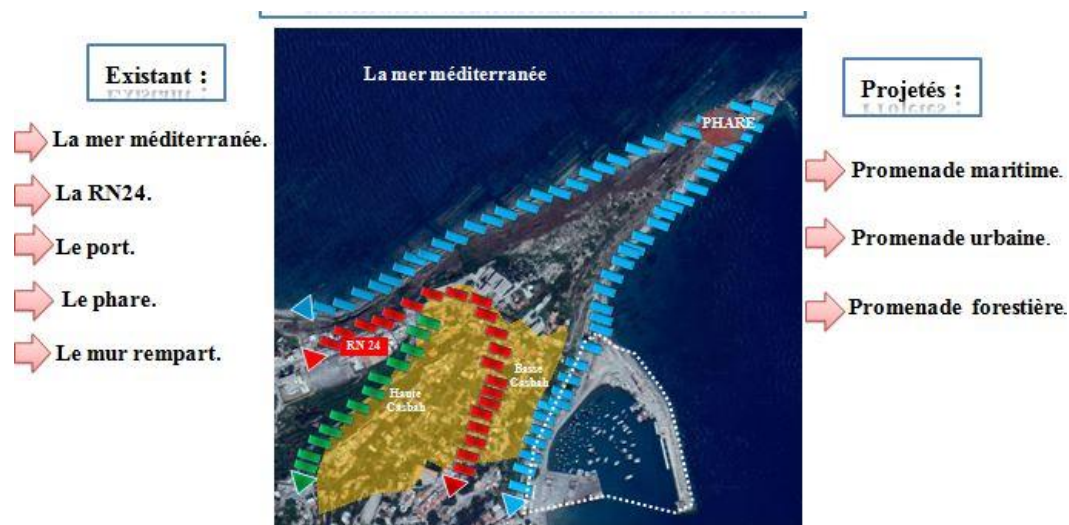 Existant :
La mer méditerranée.
La RN24.
Le port.
Le phare.
Le mur rempart.
La mer méditerranée
PHARE
RN 24
Haute
Casbah
Basse
Casbah
Projetés :
Promenade maritime.
Promenade urbaine.
Promenade forestière.